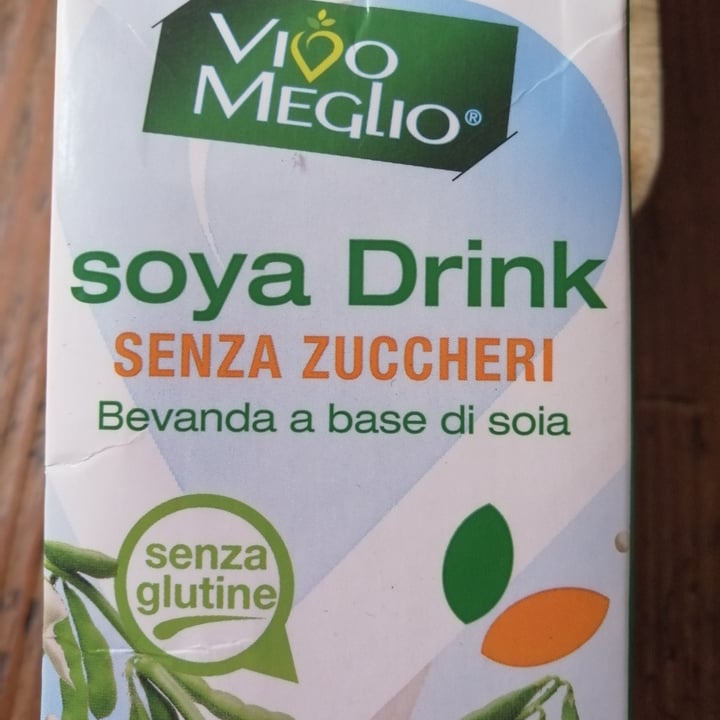 VIVO
MEGLIO®
soya Drink
SENZA ZUCCHERI
Bevanda a base di soia
senza
glutine